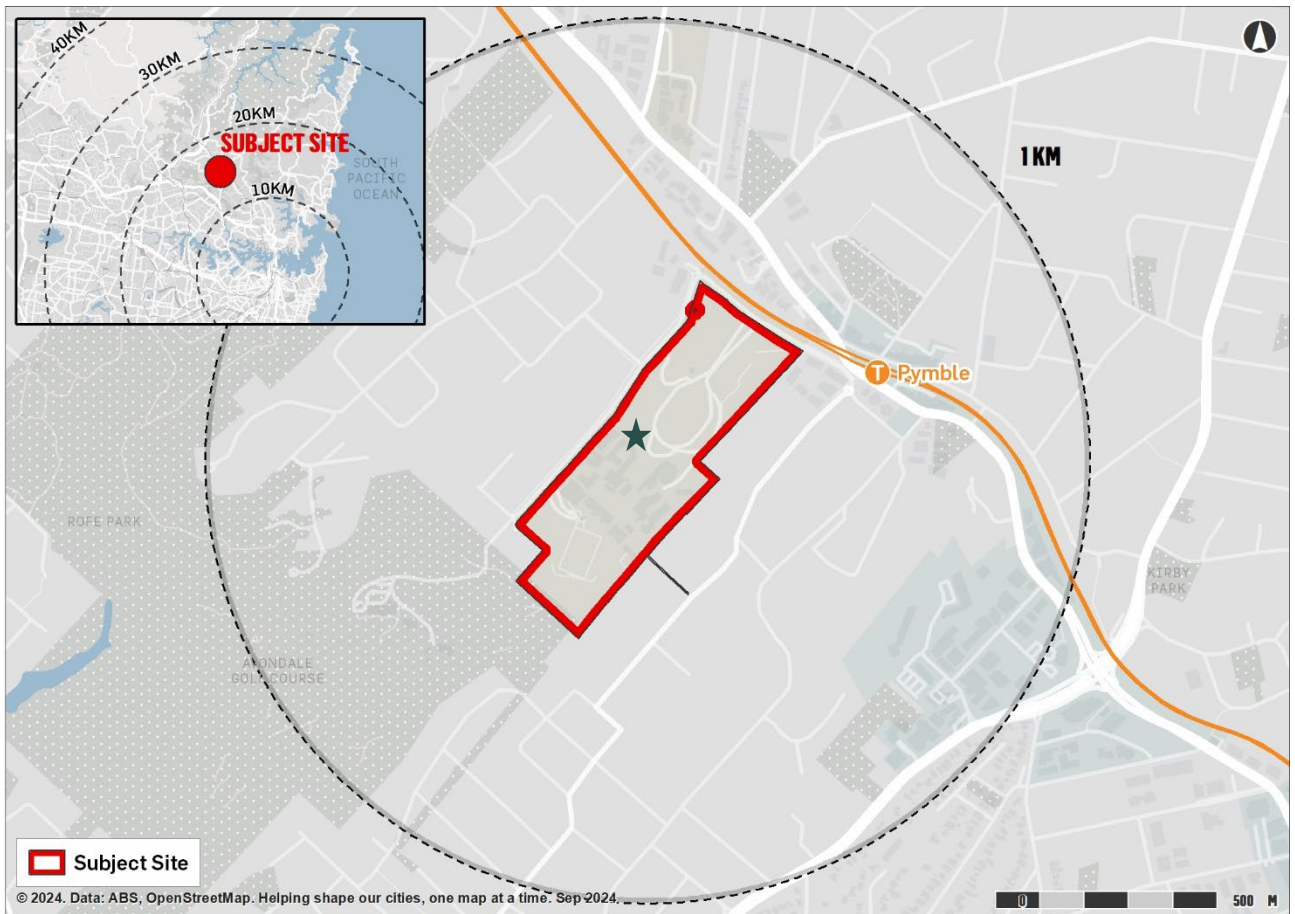 40KM
30KM
20KM
SUBJECT SITE
10KM
SOUTH
PACIFIC
OCEAN
1 KM
T Pymble
ROFE PARK
KIRBY
PARK
AVONDALE
GOLF COURSE
Subject Site
© 2024. Data: ABS, OpenStreetMap. Helping shape our cities, one map at a time. Sep 2024.
0 500 M